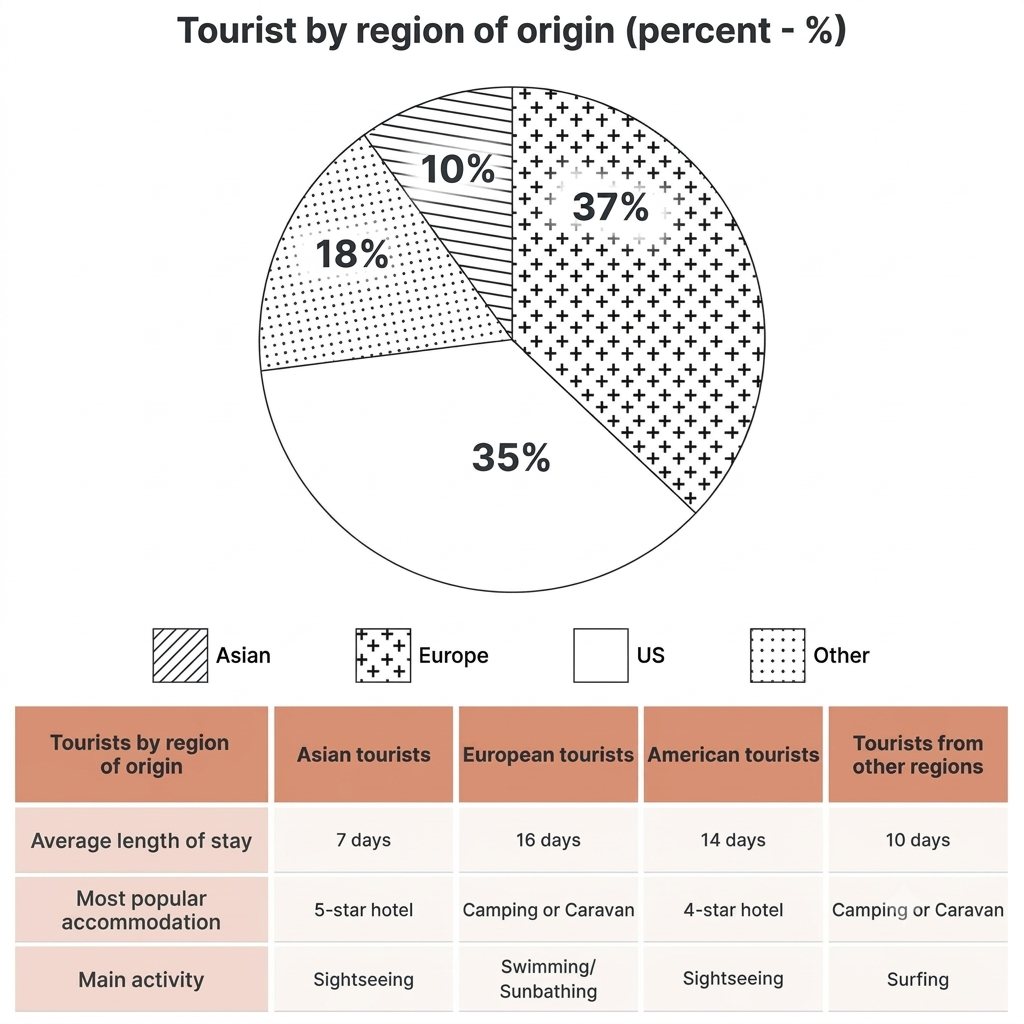 Tourist by region of origin (percent - %)
10%
37%
18%
35%
Asian
Europe
US
Other
Tourists by region
of origin
Asian tourists
European tourists
American tourists
Tourists from
other regions
Average length of stay
7 days
16 days
14 days
10 days
Most popular
accommodation
5-star hotel
Camping or Caravan
4-star hotel
Camping or Caravan
Main activity
Sightseeing
Swimming/
Sunbathing
Sightseeing
Surfing